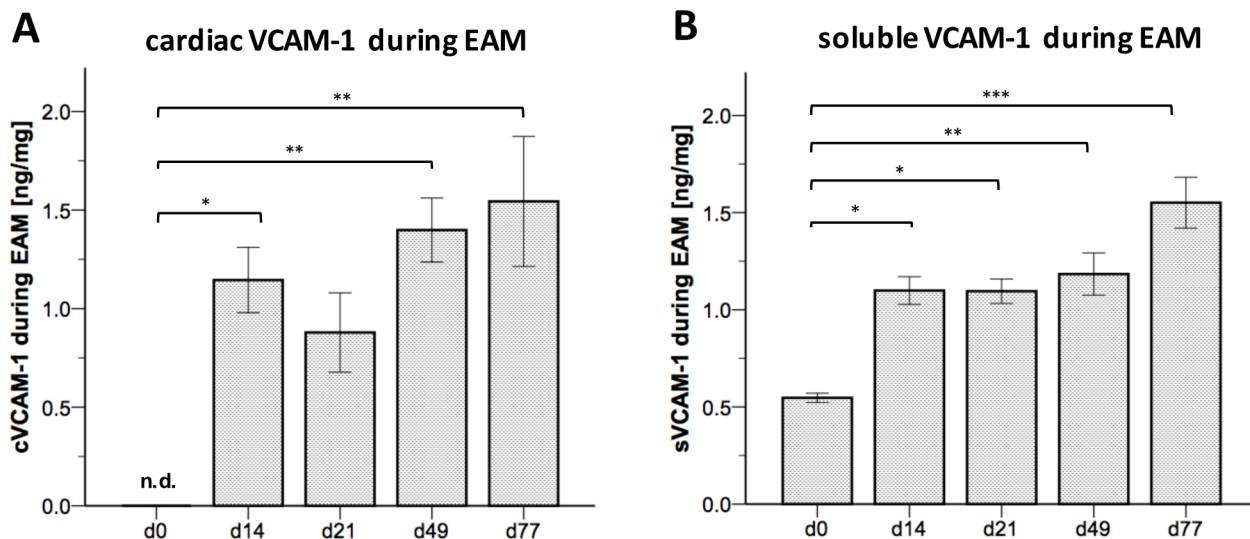 A
cardiac VCAM-1 during EAM
cVCAM-1 during EAM [ng/mg]
2.0
1.5
1.0
0.5
0.0
**
**
*
n.d.
d0 d14 d21 d49 d77
B
soluble VCAM-1 during EAM
sVCAM-1 during EAM [ng/mg]
2.0
1.5
1.0
0.5
0.0
***
**
*
*
d0 d14 d21 d49 d77